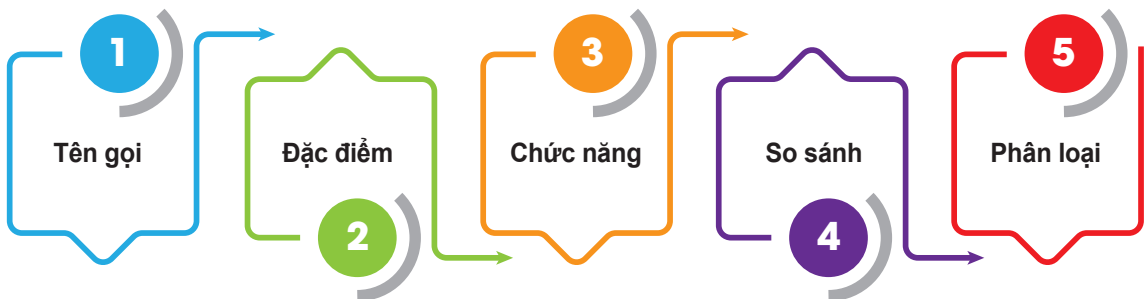 1
Tên gọi
2
Đặc điểm
3
Chức năng
4
So sánh
5
Phân loại